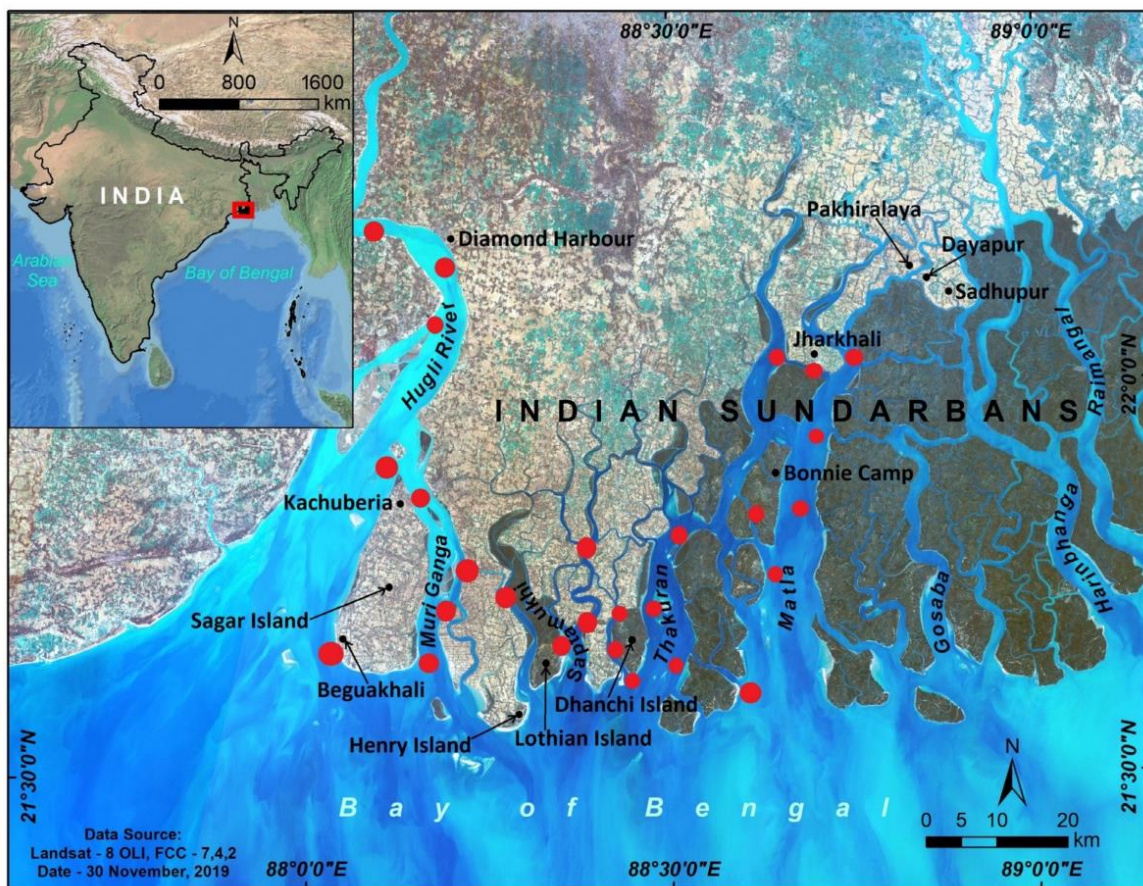 N
0 800 1600
km
INDIA
Arabian
Sea
Bay of Bengal
88°30'0"E
89°0'0"E
Diamond Harbour
Pakhiralaya
Dayapur
Sadhupur
Jharkhali
Hugli River
Raimangal
22°0'0"N
INDIAN SUNDARBANS
Bonnie Camp
Kachuberia
Muri Ganga
Sagar Island
Saptamukhi
Thakuran
Matla
Gosaba
Harinbhanga
Beguakhali
Dhanchi Island
Henry Island
Lothian Island
21°30'0"N
21°30'0"N
N
Bay of Bengal
0 5 10 20
km
Data Source:
Landsat - 8 OLI, FCC - 7,4,2
Date - 30 November, 2019
88°0'0"E
88°30'0"E
89°0'0"E